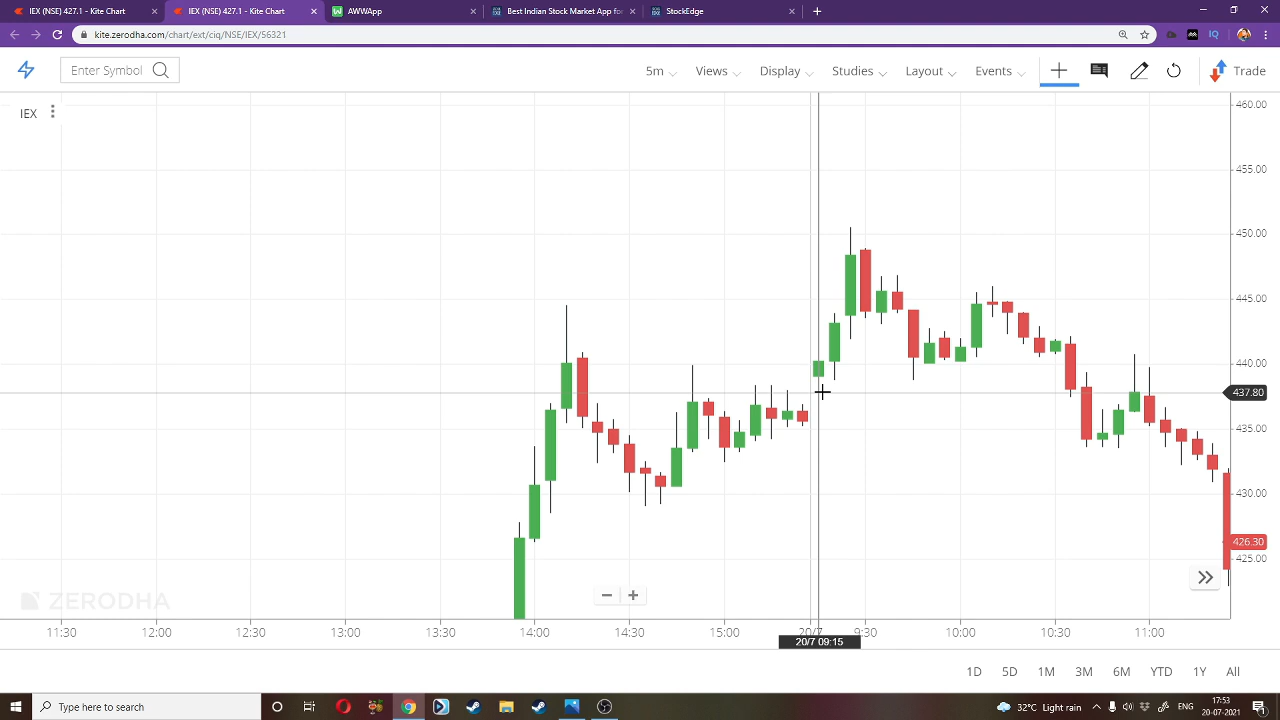 IEX (NSE) 427.1 - Kite Chart
IEX (NSE) 427.1 - Kite Chart
AWWApp
Best Indian Stock Market App for
StockEdge
kite.zerodha.com/chart/ext/ciq/NSE/IEX/56321
IQ
Enter Symbol
5m
Views
Display
Studies
Layout
Events
Trade
IEX
460.00
455.00
450.00
445.00
440.00
437.80
435.00
430.00
426.30
425.00
ZERODHA
11:30
12:00
12:30
13:00
13:30
14:00
14:30
15:00
20/7
9:30
10:00
10:30
11:00
20/7 09:15
1D
5D
1M
3M
6M
YTD
1Y
All
Type here to search
32°C Light rain
ENG
17:53
20-07-2021